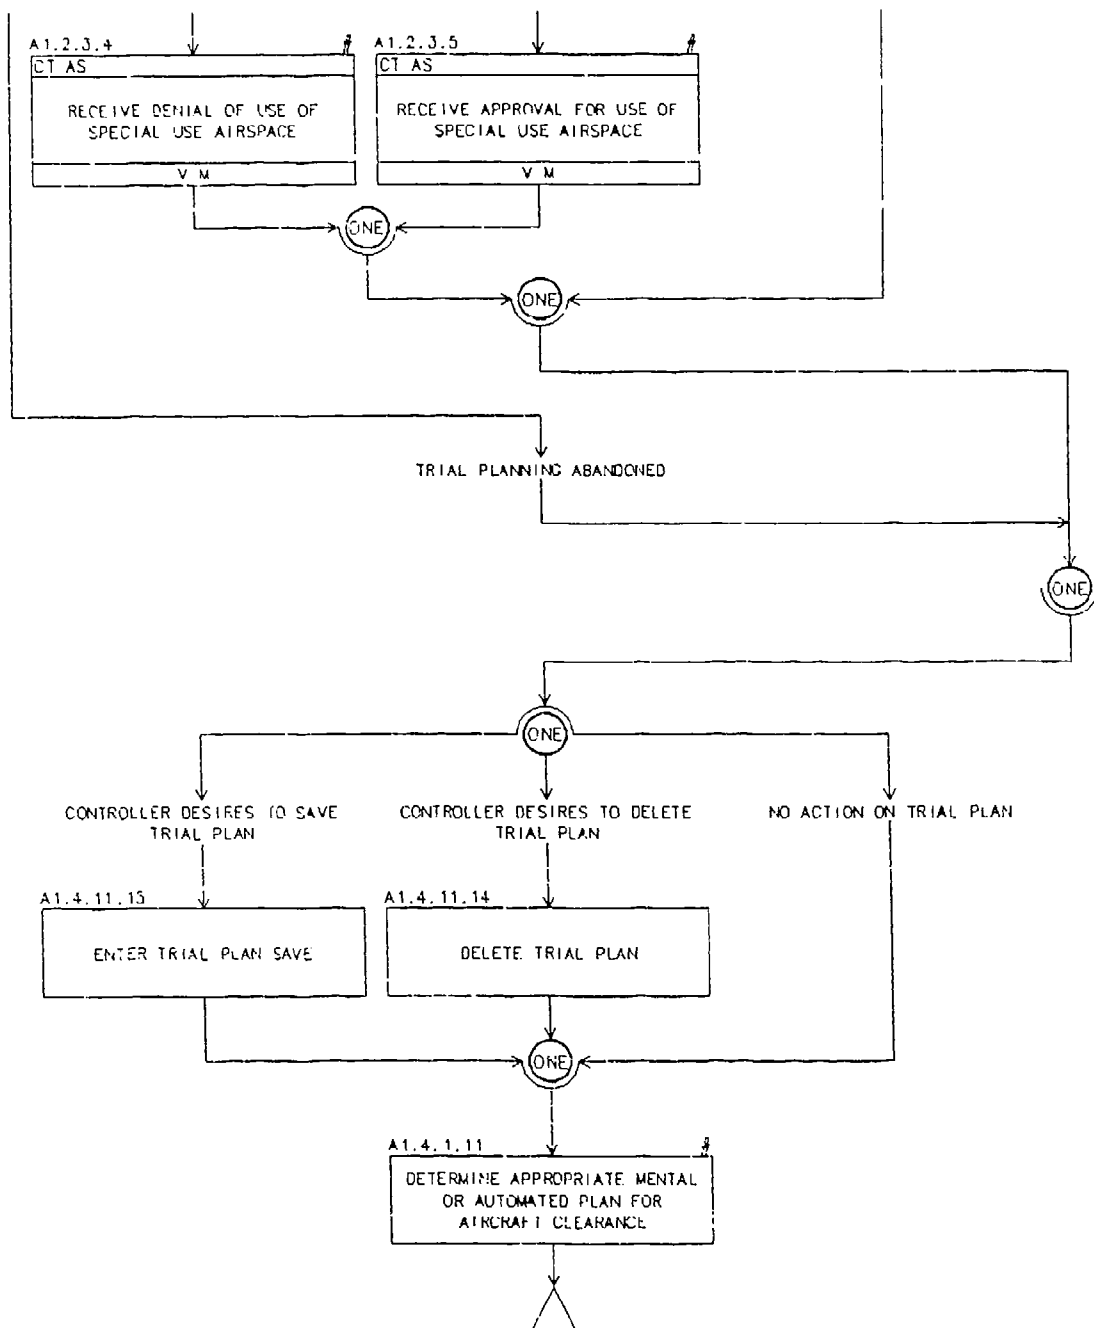 A1.2.3.4
CT AS
RECEIVE DENIAL OF USE OF
SPECIAL USE AIRSPACE
V M
A1.2.3.5
CT AS
RECEIVE APPROVAL FOR USE OF
SPECIAL USE AIRSPACE
V M
ONE
ONE
TRIAL PLANNING ABANDONED
ONE
ONE
CONTROLLER DESIRES TO SAVE
TRIAL PLAN
CONTROLLER DESIRES TO DELETE
TRIAL PLAN
NO ACTION ON TRIAL PLAN
A1.4.11.13
ENTER TRIAL PLAN SAVE
A1.4.11.14
DELETE TRIAL PLAN
ONE
A1.4.1.11
DETERMINE APPROPRIATE MENTAL
OR AUTOMATED PLAN FOR
AIRCRAFT CLEARANCE